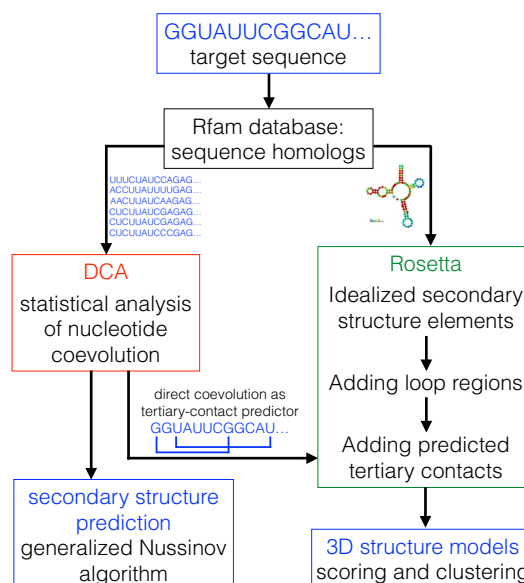 GGUAUUCGGCAU...
target sequence
Rfam database:
sequence homologs
UUUCUAUCCAGAG...
ACCUUAUUUUGAG...
AACUUAUCAAGAG...
CUCUUAUCGAGAG...
CUCUUAUCGAGAG...
CUCUUAUCCCGAG...
DCA
statistical analysis
of nucleotide
coevolution
Rosetta
Idealized secondary
structure elements
Adding loop regions
Adding predicted
tertiary contacts
direct coevolution as
tertiary-contact predictor
GGUAUUCGGCAU...
secondary structure
prediction
generalized Nussinov
algorithm
3D structure models
scoring and clustering